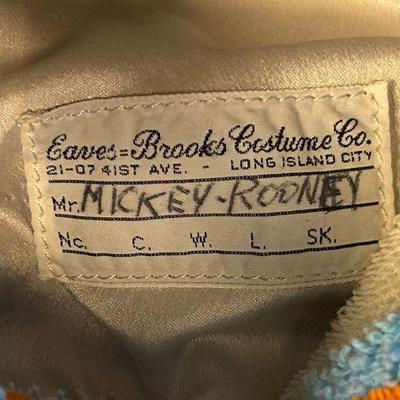 Eaves=Brooks Costume Co.
21-07 41ST AVE. - LONG ISLAND CITY
Mr. MICKEY-ROONEY
No. C. W. L. SK.